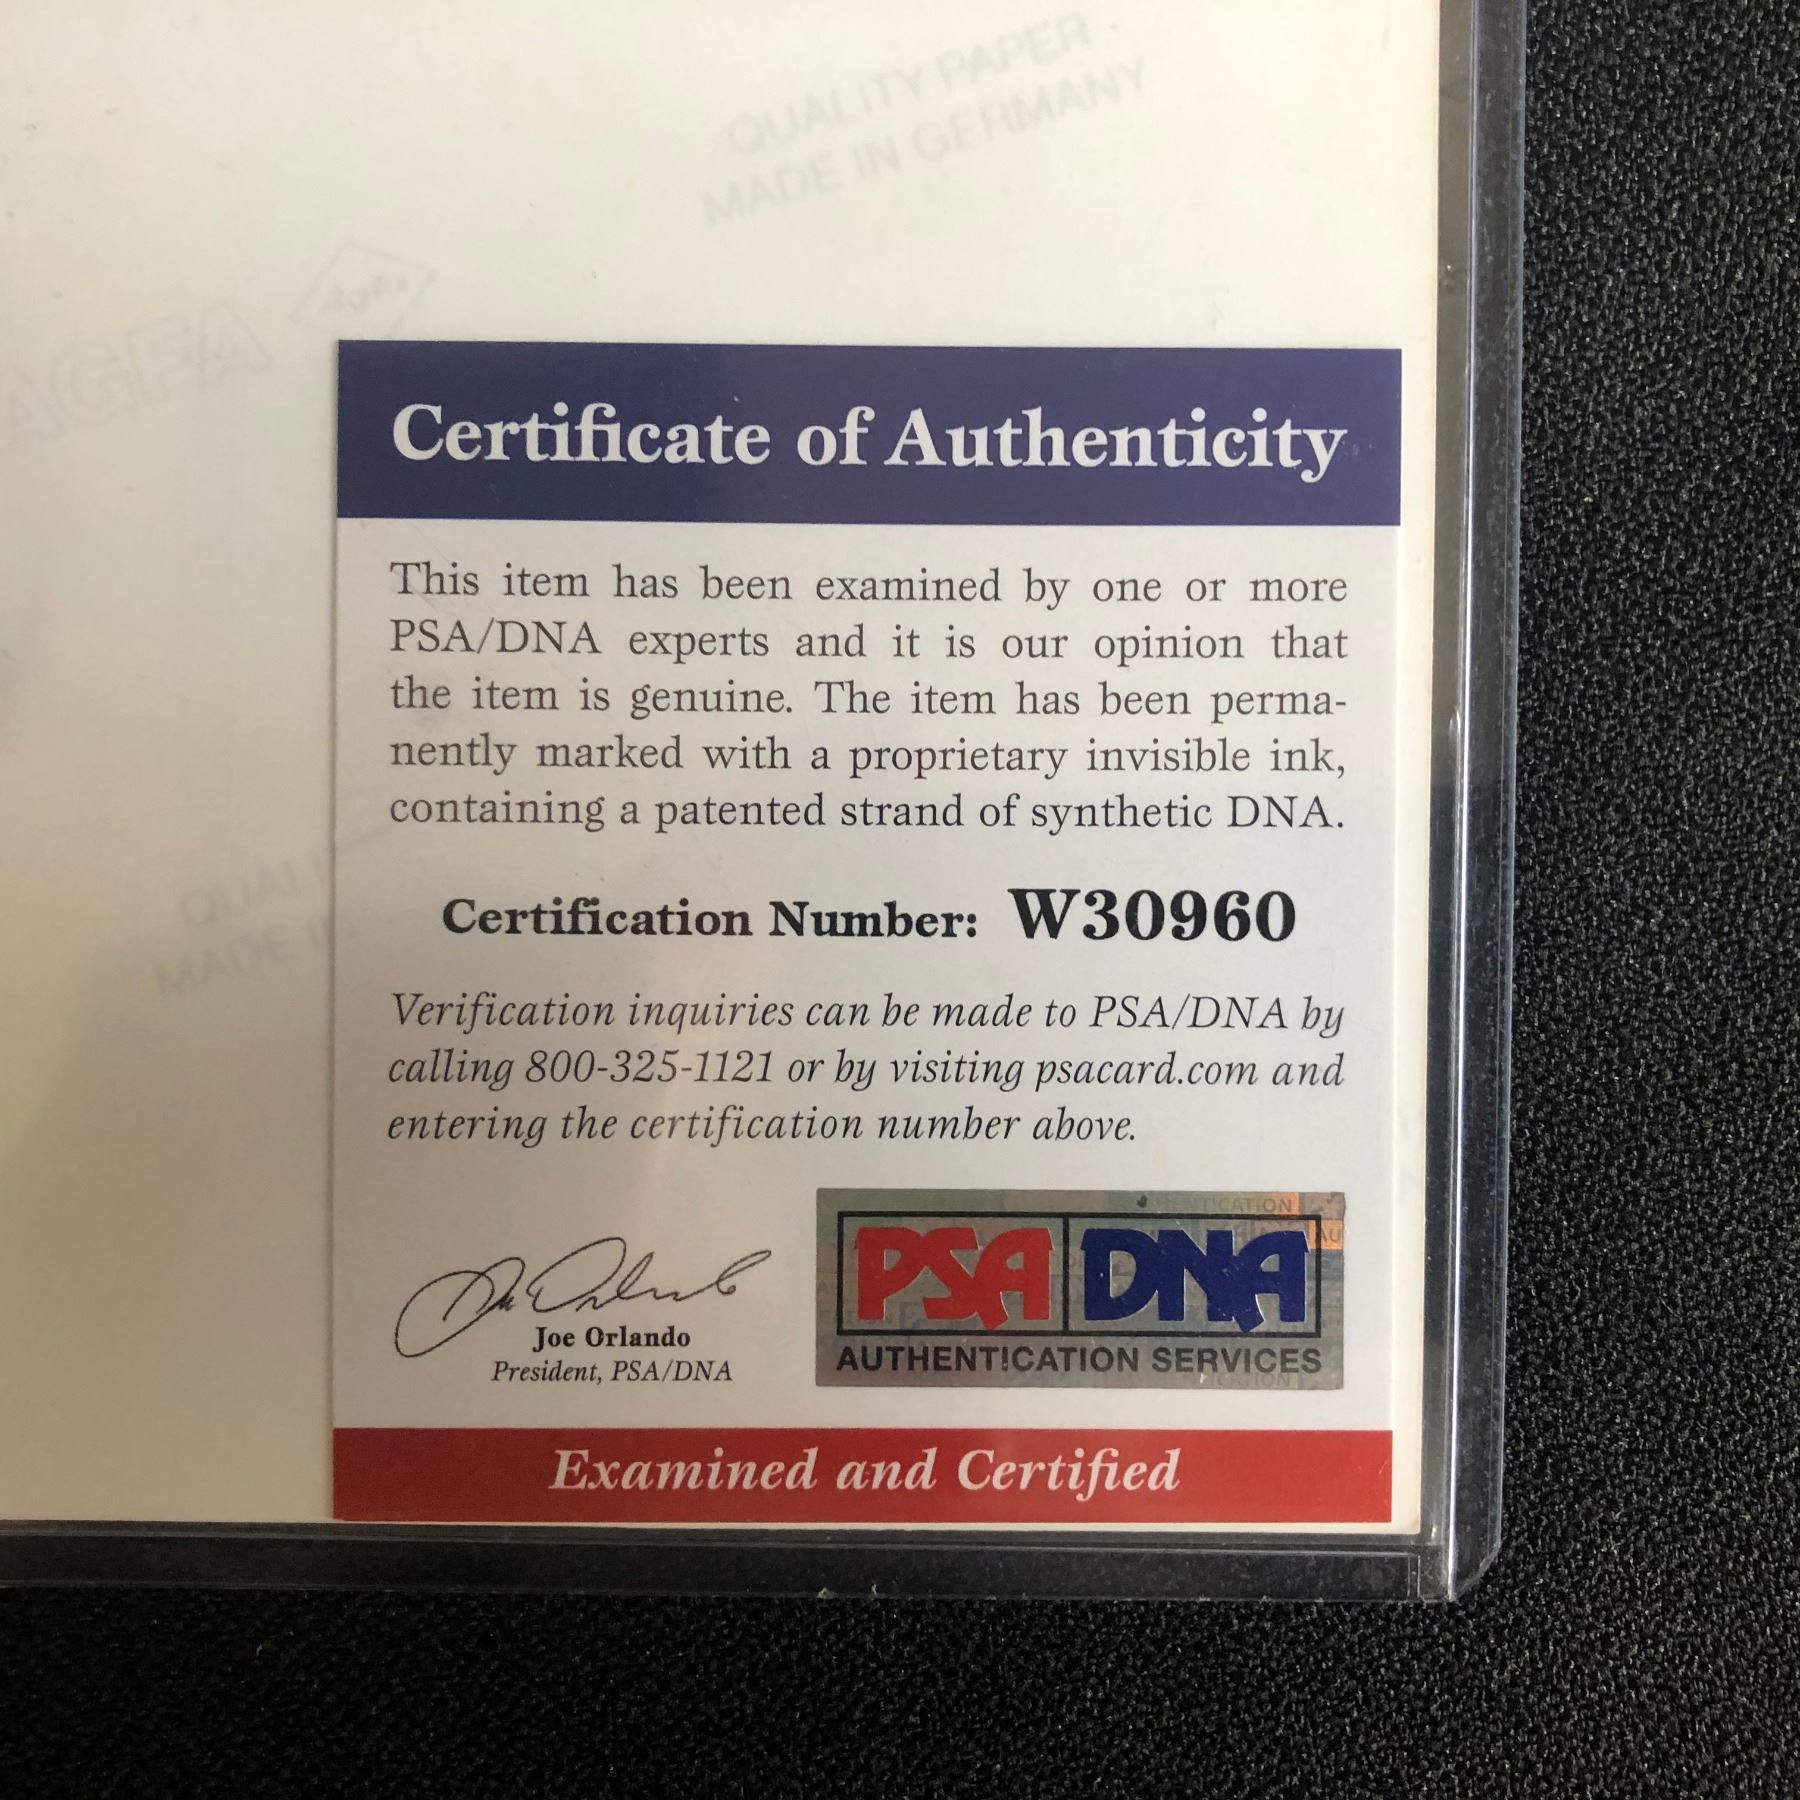 QUALITY PAPER
MADE IN GERMANY
AGFA
Certificate of Authenticity
This item has been examined by one or more
PSA/DNA experts and it is our opinion that
the item is genuine. The item has been perma-
nently marked with a proprietary invisible ink,
containing a patented strand of synthetic DNA.
QUALI
MADE I
Certification Number: W30960
Verification inquiries can be made to PSA/DNA by
calling 800-325-1121 or by visiting psacard.com and
entering the certification number above.
Joe Orlando
President, PSA/DNA
PSA DNA
AUTHENTICATION SERVICES
Examined and Certified